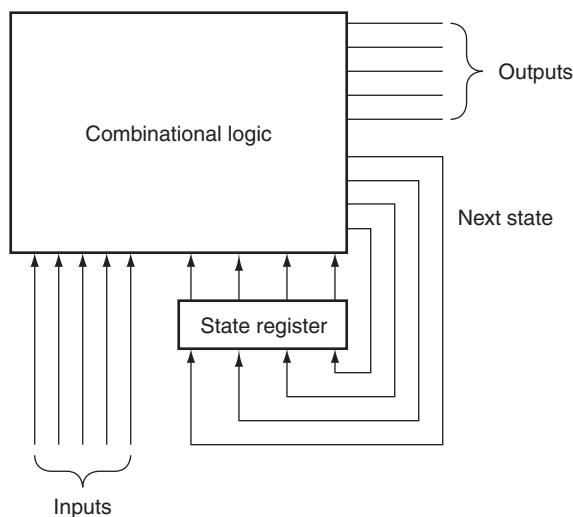 Outputs
Combinational logic
Next state
State register
Inputs